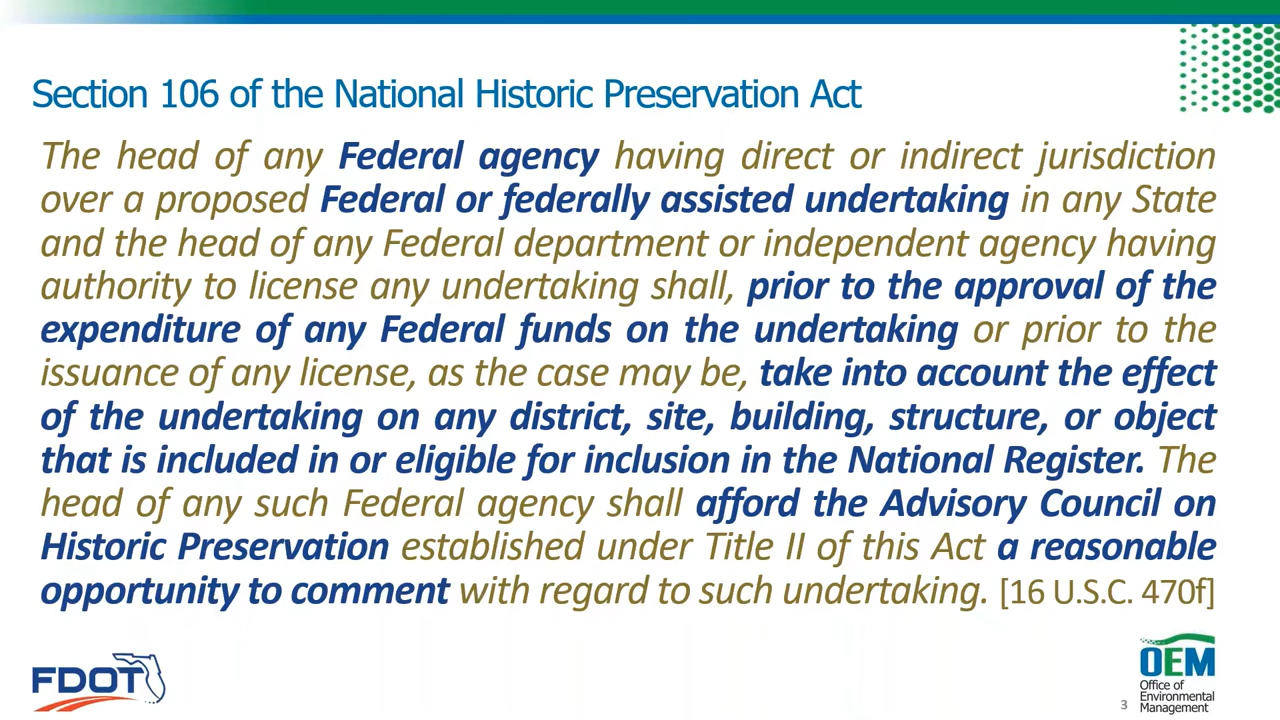 Section 106 of the National Historic Preservation Act
The head of any Federal agency having direct or indirect jurisdiction
over a proposed Federal or federally assisted undertaking in any State
and the head of any Federal department or independent agency having
authority to license any undertaking shall, prior to the approval of the
expenditure of any Federal funds on the undertaking or prior to the
issuance of any license, as the case may be, take into account the effect
of the undertaking on any district, site, building, structure, or object
that is included in or eligible for inclusion in the National Register. The
head of any such Federal agency shall afford the Advisory Council on
Historic Preservation established under Title II of this Act a reasonable
opportunity to comment with regard to such undertaking. [16 U.S.C. 470f]
FDOT
3
OEM
Office of
Environmental
Management